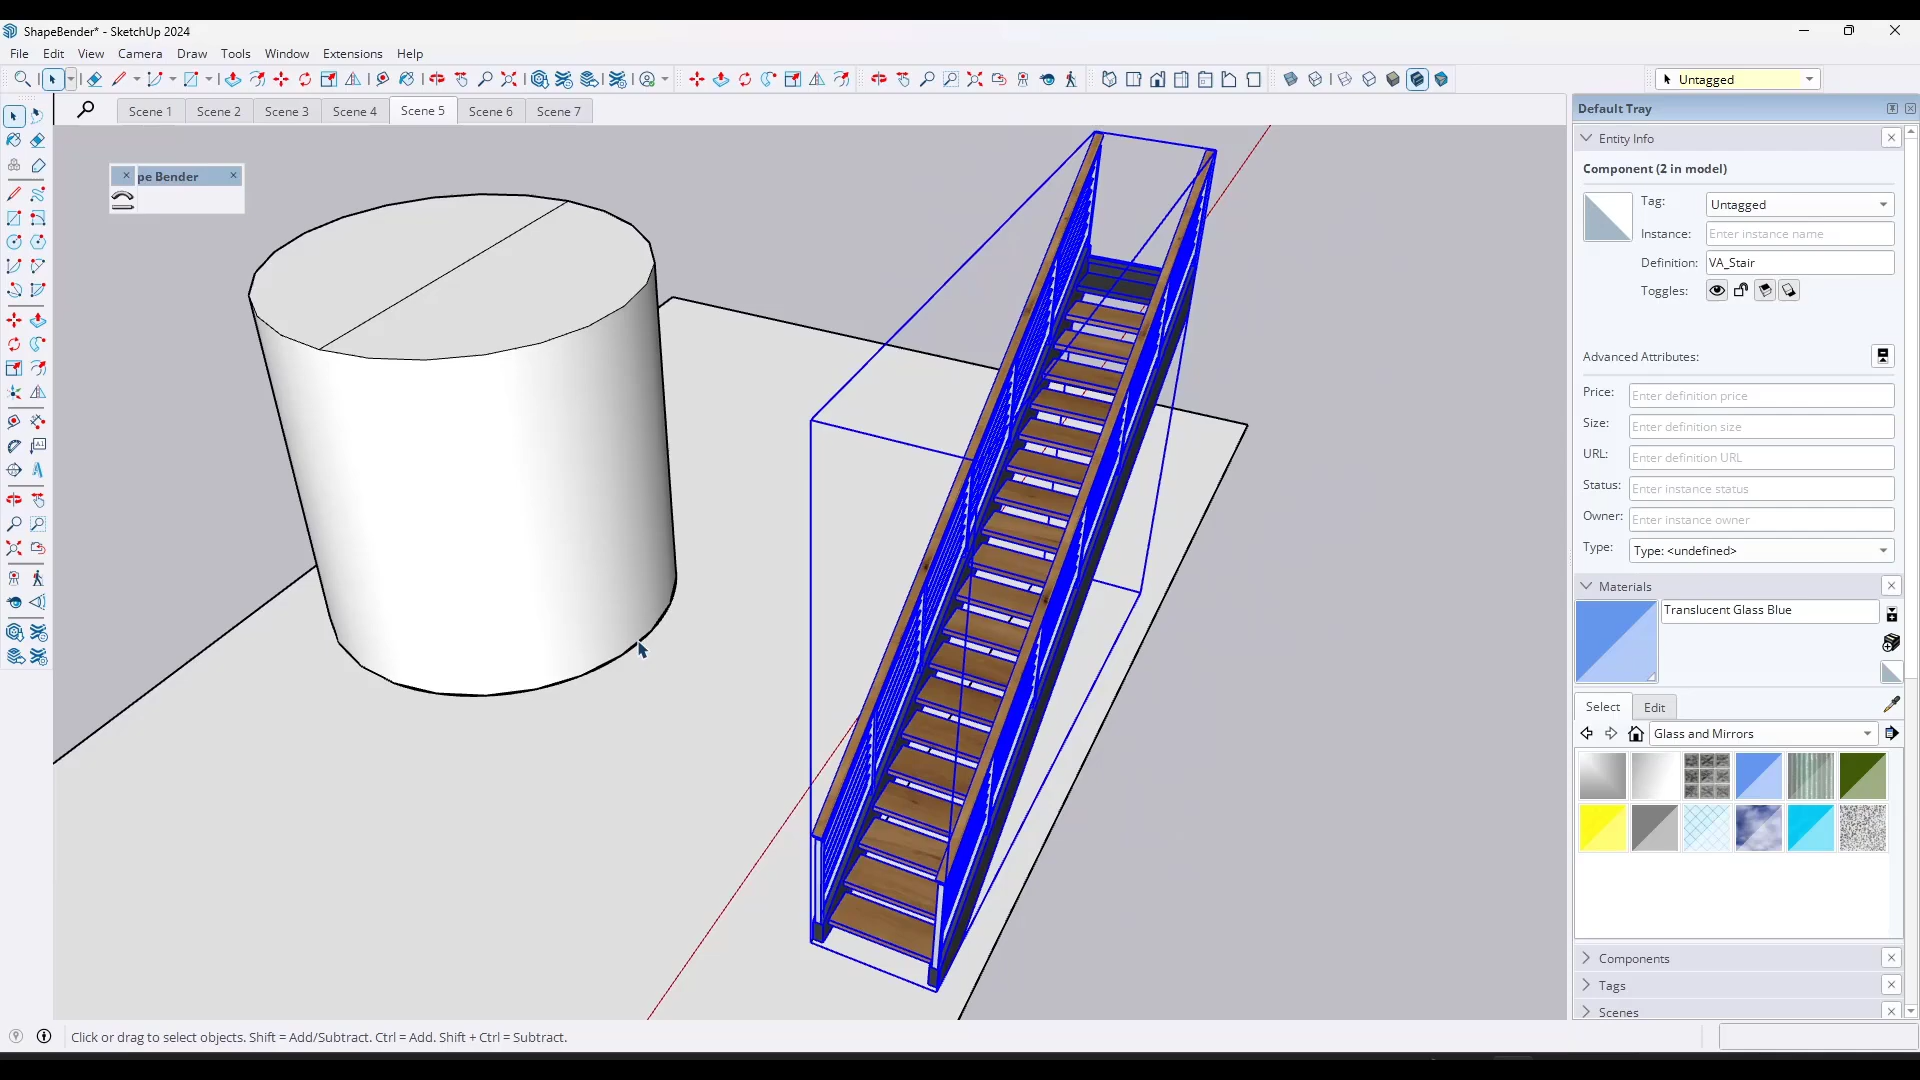 ShapeBender* - SketchUp 2024
File Edit View Camera Draw Tools Window Extensions Help
Untagged
Scene 1 Scene 2 Scene 3 Scene 4 Scene 5 Scene 6 Scene 7
pe Bender
Default Tray
Entity Info
Component (2 in model)
Tag: Untagged
Instance: Enter instance name
Definition: VA_Stair
Toggles:
Advanced Attributes:
Price: Enter definition price
Size: Enter definition size
URL: Enter definition URL
Status: Enter instance status
Owner: Enter instance owner
Type: Type: <undefined>
Materials
Translucent Glass Blue
Select Edit
Glass and Mirrors
Components
Tags
Scenes
Click or drag to select objects. Shift = Add/Subtract. Ctrl = Add. Shift + Ctrl = Subtract.